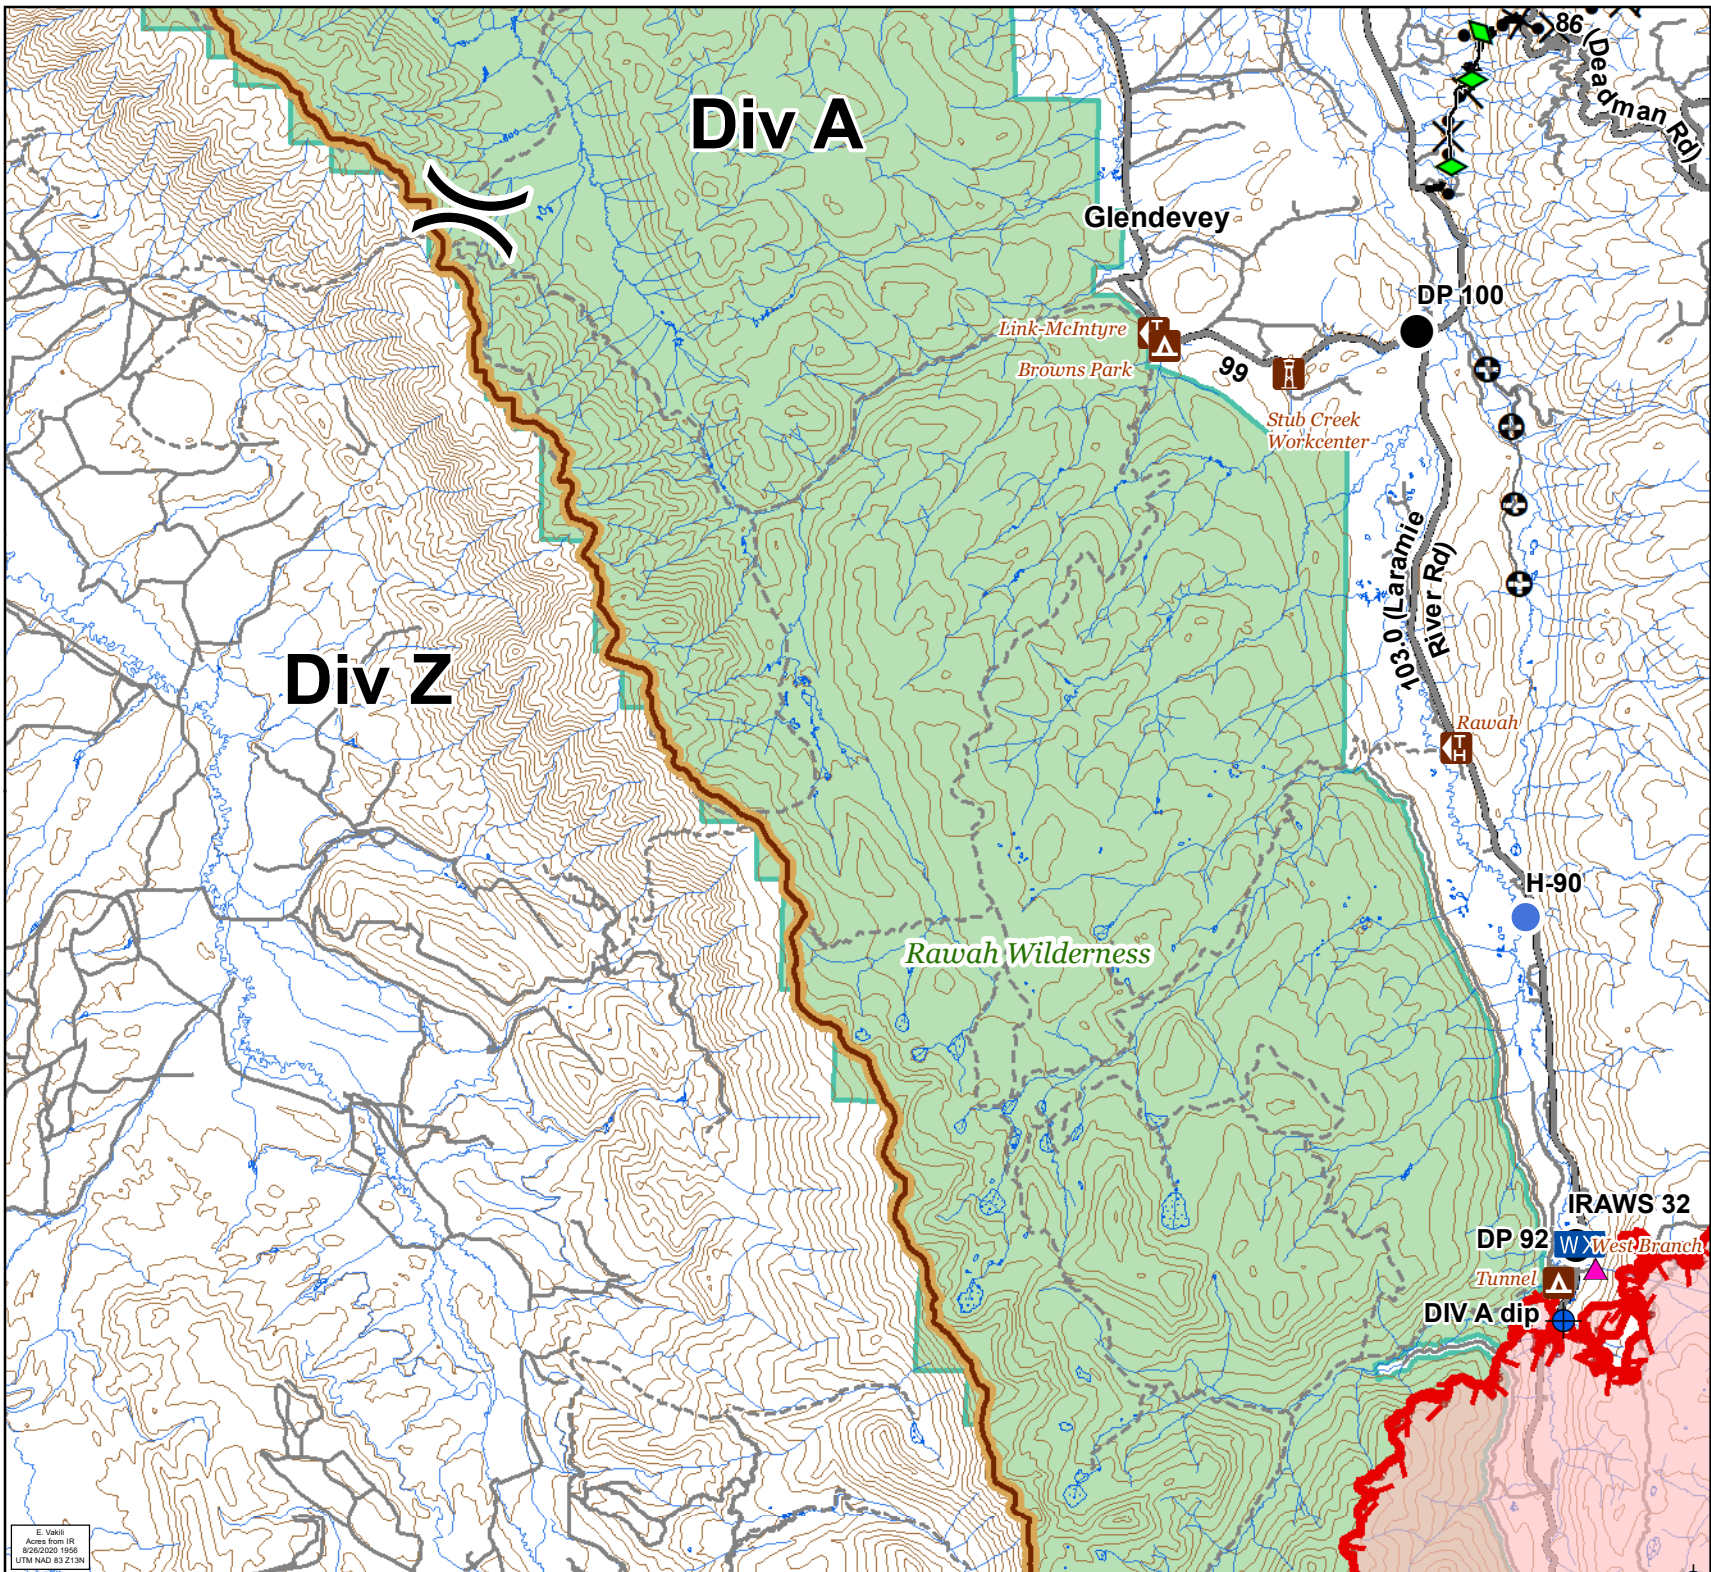 86 (Deadman Rd)
Div A
Glendevey
DP 100
Link-McIntyre
T
Browns Park
99
Stub Creek
Workcenter
103.0 (Laramie
River Rd)
Div Z
Rawah
T
H
H-90
Rawah Wilderness
IRAWS 32
DP 92
WX
West Branch
Tunnel
DIV A dip
E. Vakili
Acres from IR
8/26/2020 1956
UTM NAD 83 Z13N